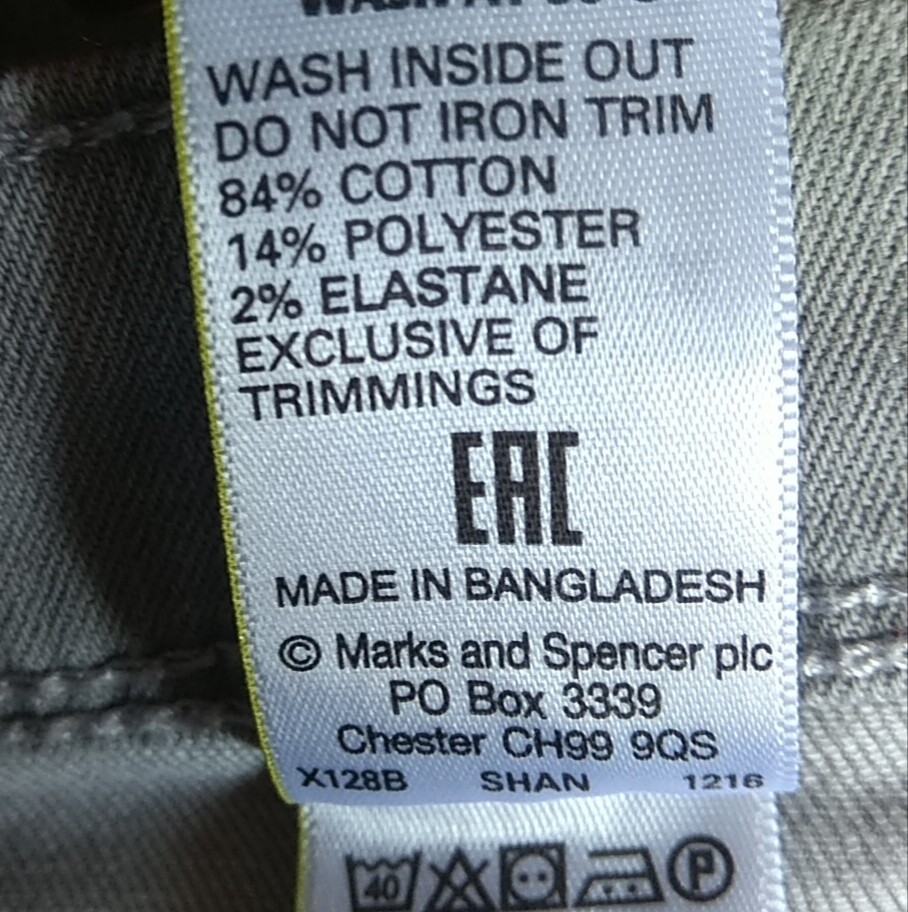 WASH INSIDE OUT
DO NOT IRON TRIM
84% COTTON
14% POLYESTER
2% ELASTANE
EXCLUSIVE OF
TRIMMINGS
EAC
MADE IN BANGLADESH
© Marks and Spencer plc
PO Box 3339
Chester CH99 9QS
X128B SHAN 1216
40 P